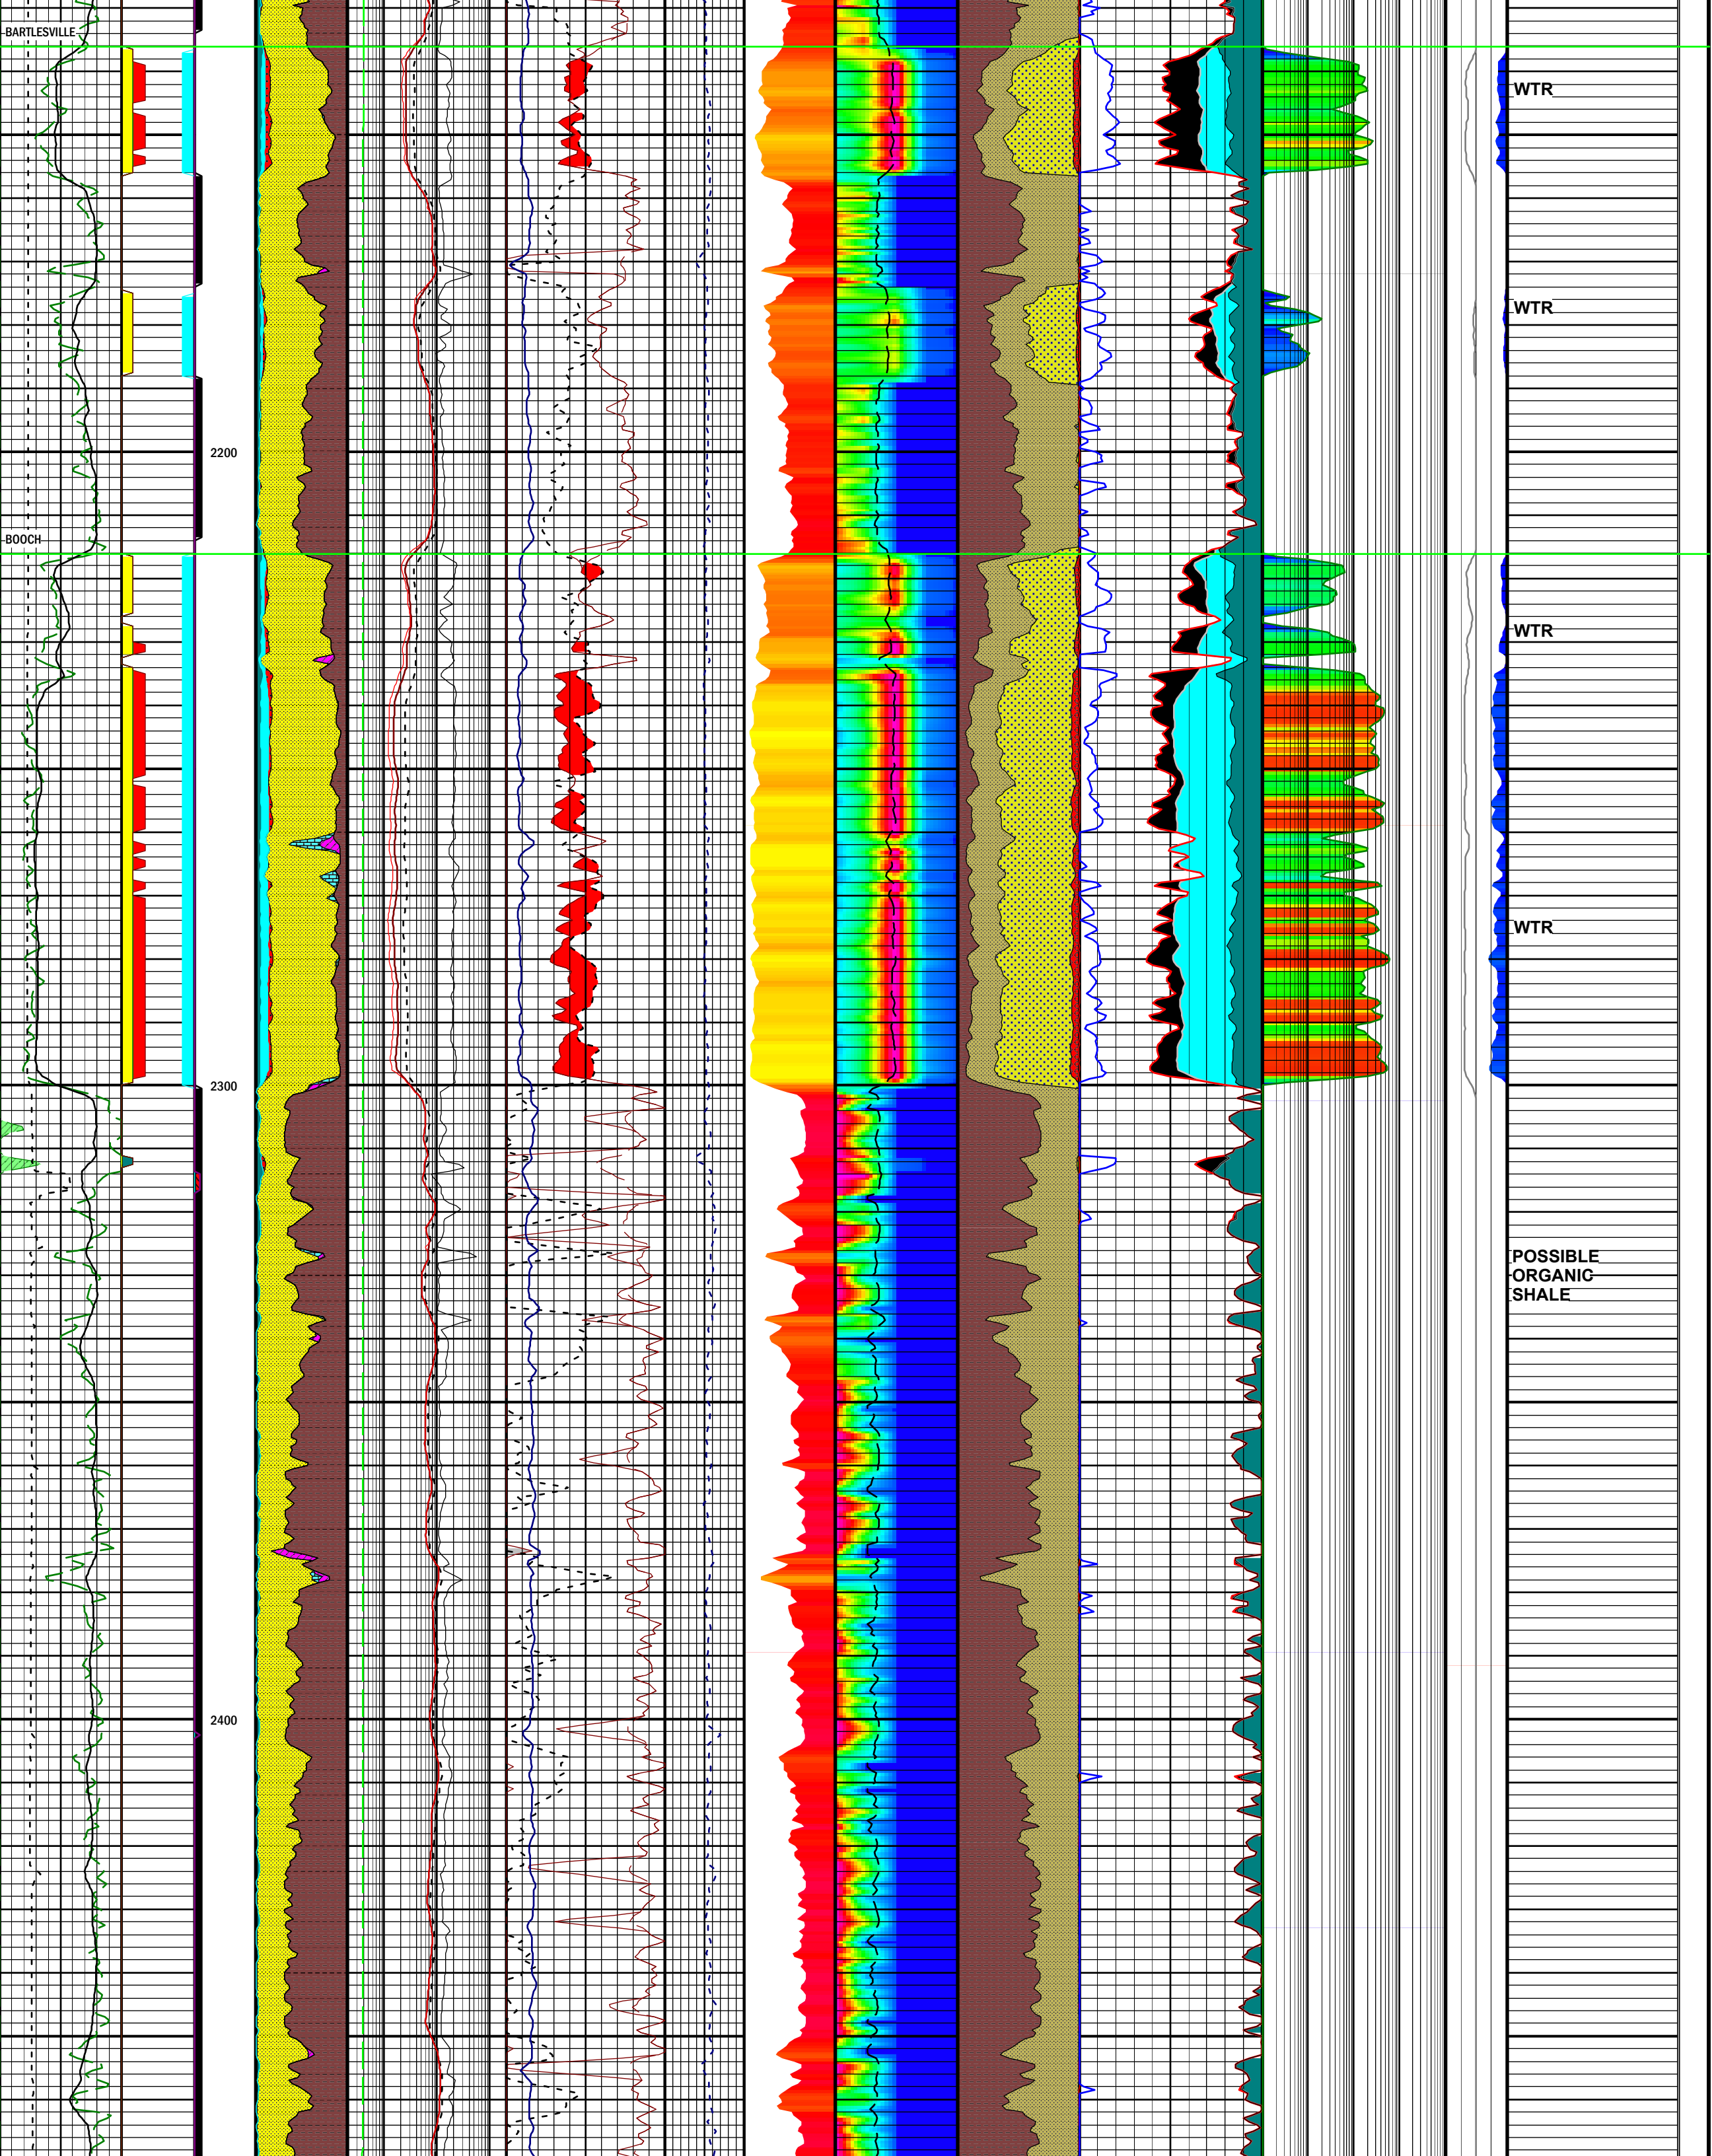 BARTLESVILLE
WTR
WTR
2200
BOOCH
WTR
WTR
2300
POSSIBLE
ORGANIC
SHALE
2400